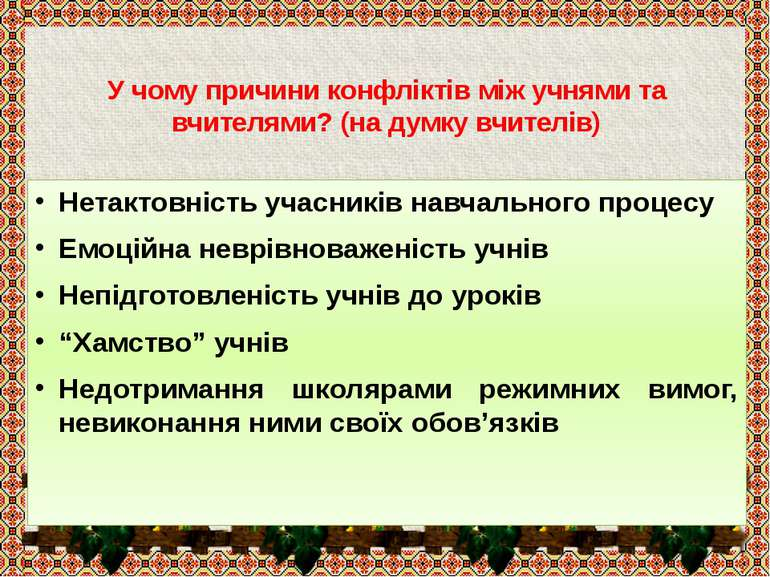 У чому причини конфліктів між учнями та
вчителями? (на думку вчителів)
• Нетактовність учасників навчального процесу
• Емоційна неврівноваженість учнів
• Непідготовленість учнів до уроків
• “Хамство” учнів
• Недотримання школярами режимних вимог,
невиконання ними своїх обов’язків